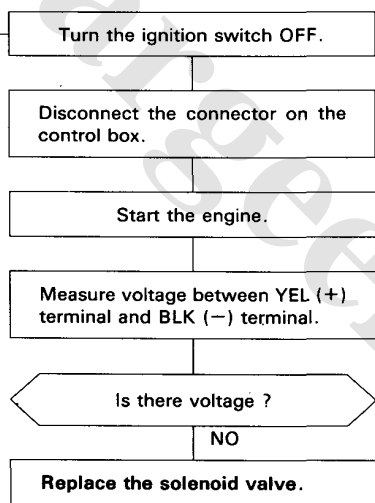 Turn the ignition switch OFF.
Disconnect the connector on the
control box.
Start the engine.
Measure voltage between YEL (+)
terminal and BLK (−) terminal.
Is there voltage ?
NO
Replace the solenoid valve.